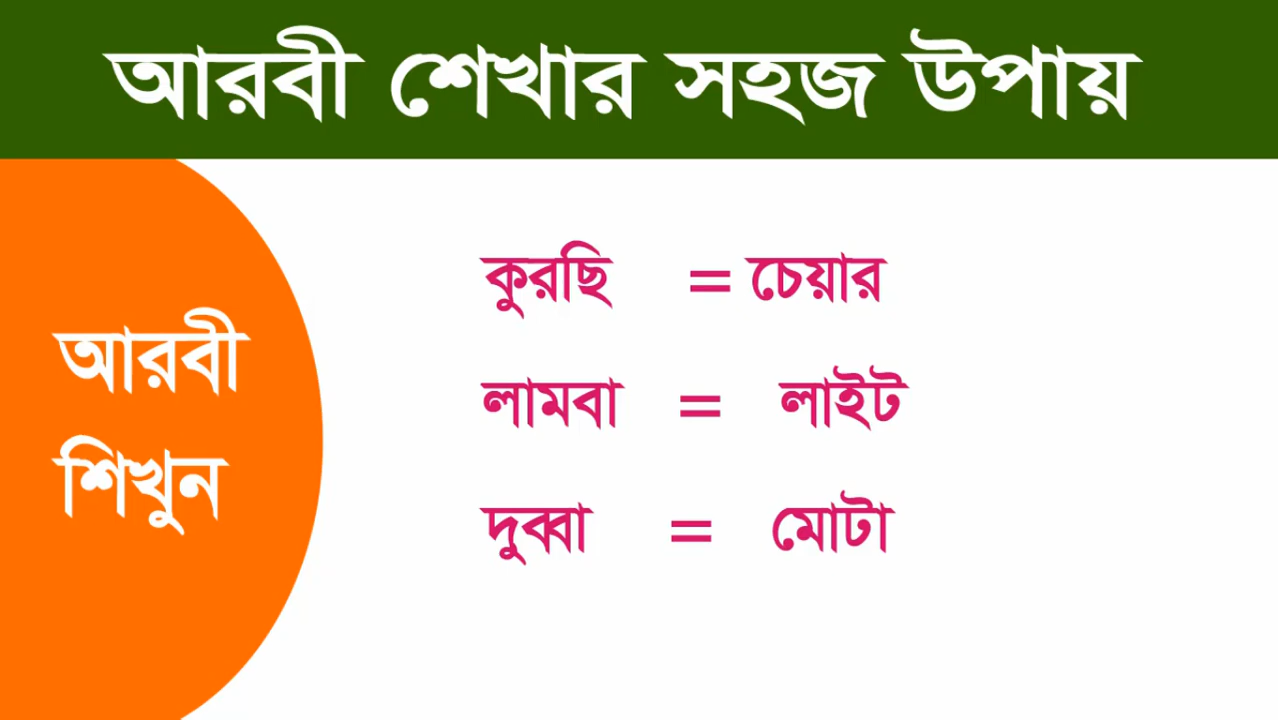 আরবী শেখার সহজ উপায়
আরবী
শিখুন
কুরছি = চেয়ার
লামবা = লাইট
দুব্বা = মোটা